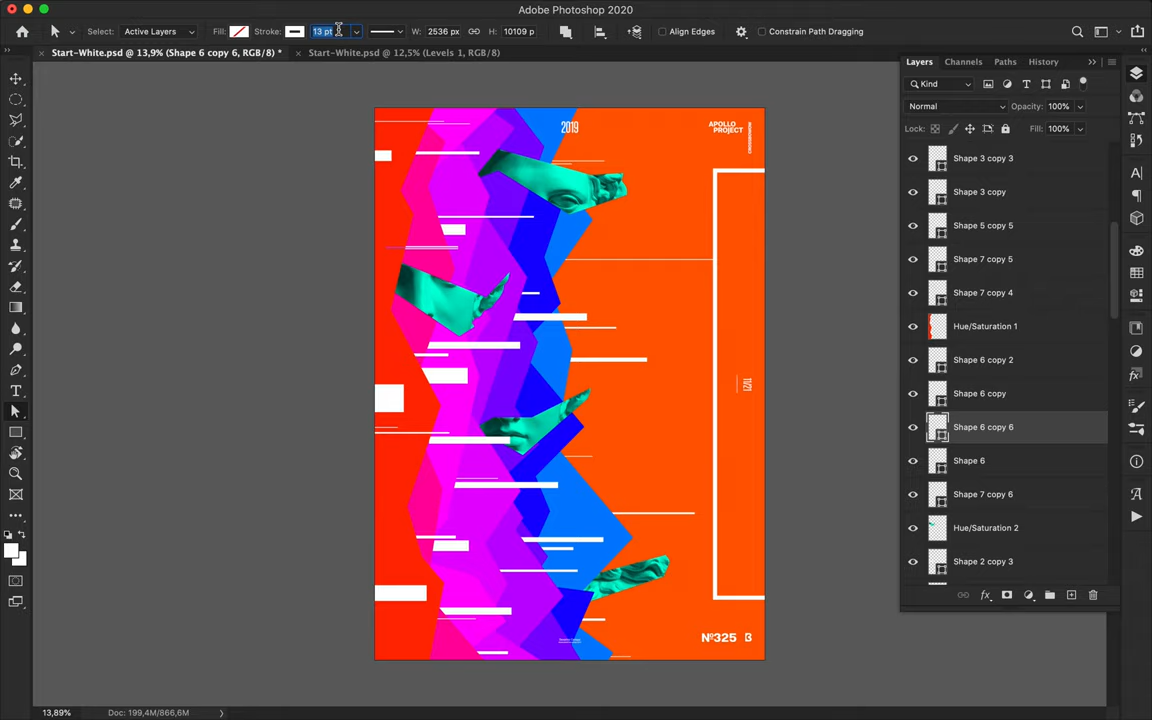 Adobe Photoshop 2020
Select: Active Layers Fill: Stroke: 13 pt W: 2536 px H: 10109 p Align Edges Constrain Path Dragging
Start-White.psd @ 13,9% (Shape 6 copy 6, RGB/8) *
Start-White.psd @ 12,5% (Levels 1, RGB/8)
2019
APOLLO
PROJECT
11/21
№325 B
Layers Channels Paths History
Kind
Normal Opacity: 100%
Lock: Fill: 100%
Shape 3 copy 3
Shape 3 copy
Shape 5 copy 5
Shape 7 copy 5
Shape 7 copy 4
Hue/Saturation 1
Shape 6 copy 2
Shape 6 copy
Shape 6 copy 6
Shape 6
Shape 7 copy 6
Hue/Saturation 2
Shape 2 copy 3
13,89% Doc: 199,4M/866,6M